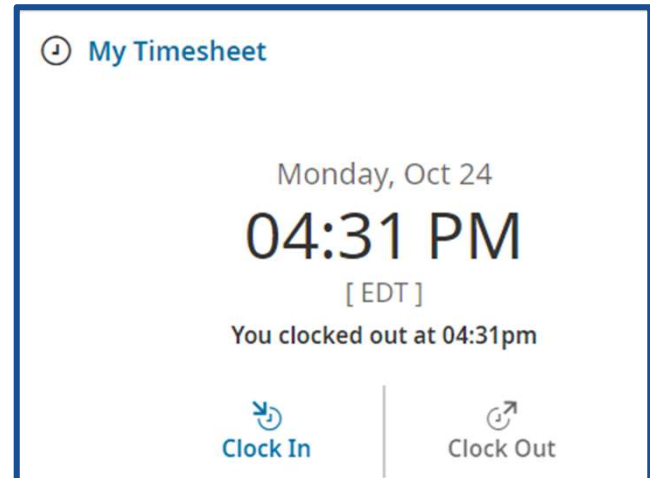 My Timesheet
Monday, Oct 24
04:31 PM
[ EDT ]
You clocked out at 04:31pm
Clock In
Clock Out